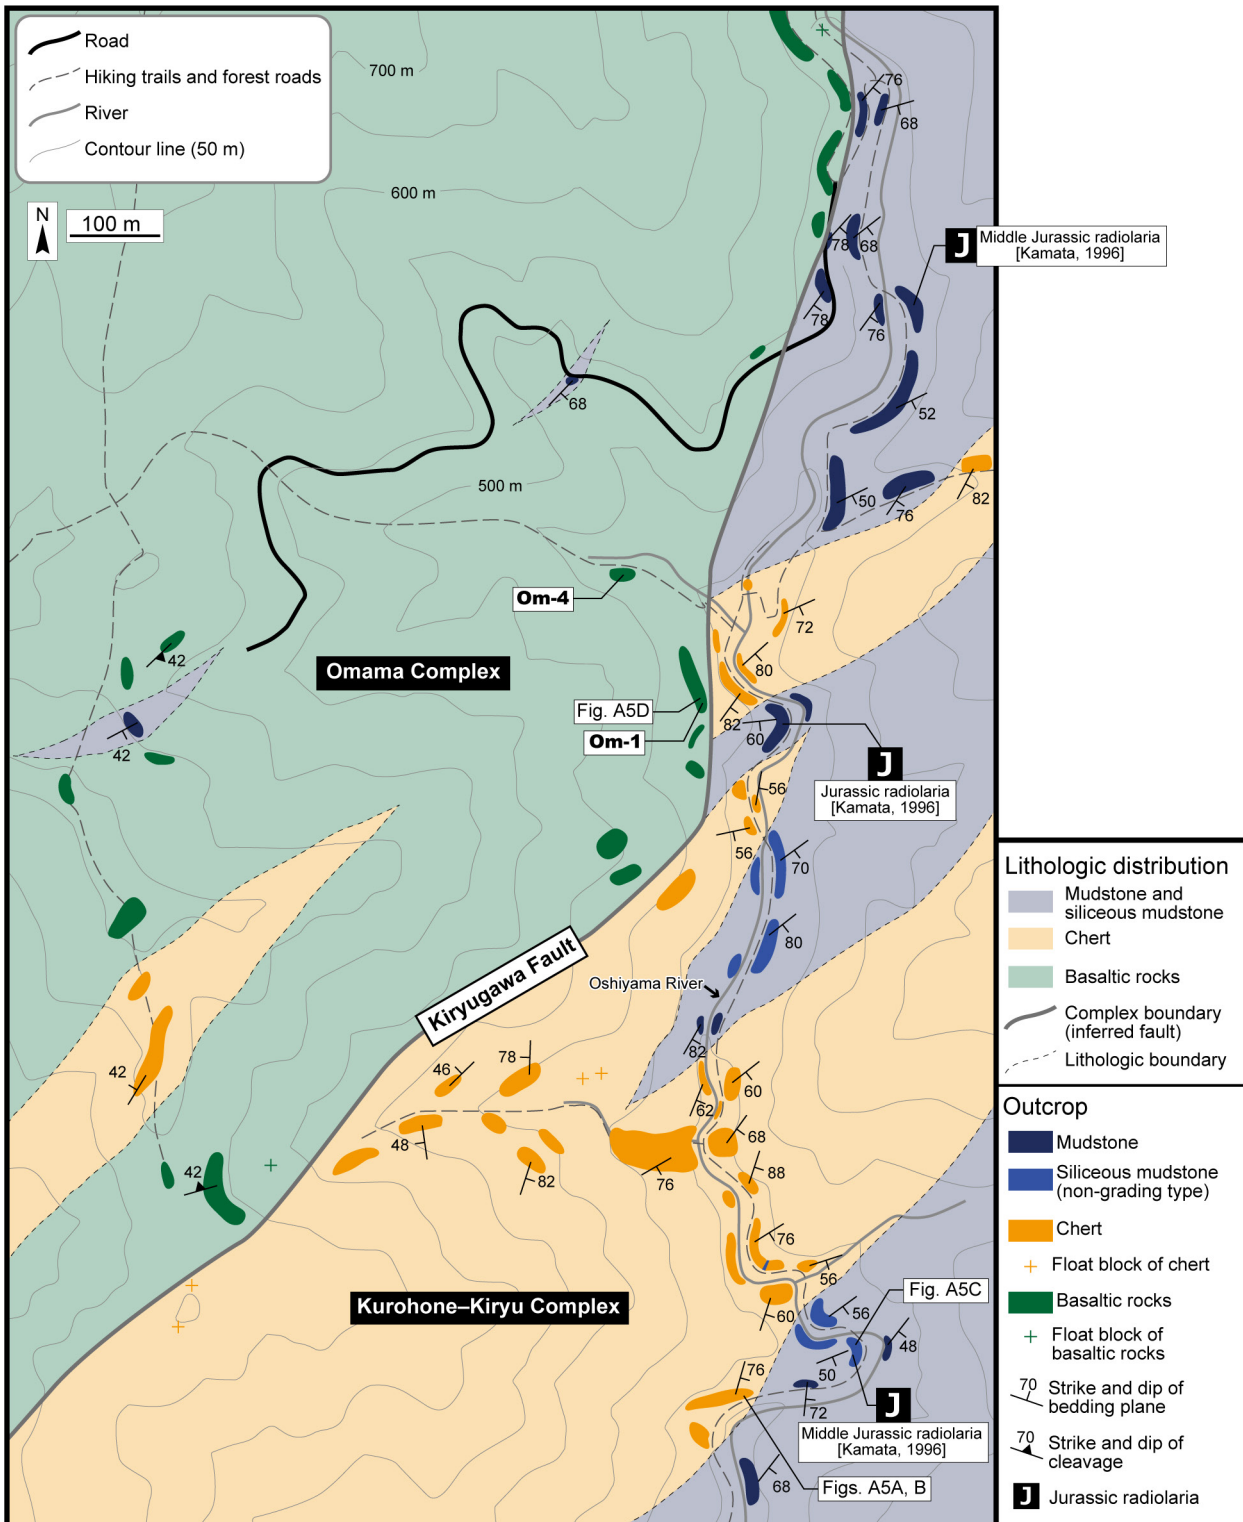 Road
Hiking trails and forest roads
River
Contour line (50 m)
N
100 m
700 m
600 m
500 m
76
68
78
68
78
76
J
Middle Jurassic radiolaria
[Kamata, 1996]
68
52
50
76
82
Om-4
72
42
Omama Complex
80
Fig. A5D
82
Om-1
60
42
J
Jurassic radiolaria
[Kamata, 1996]
56
56
70
80
Kiryugawa Fault
Oshiyama River
82
42
46
78
60
62
48
68
82
76
88
42
76
56
Kurohone–Kiryu Complex
60
Fig. A5C
56
48
50
76
72
J
Middle Jurassic radiolaria
[Kamata, 1996]
68
Figs. A5A, B
Lithologic distribution
Mudstone and
siliceous mudstone
Chert
Basaltic rocks
Complex boundary
(inferred fault)
Lithologic boundary
Outcrop
Mudstone
Siliceous mudstone
(non-grading type)
Chert
Float block of chert
Basaltic rocks
Float block of
basaltic rocks
70
Strike and dip of
bedding plane
70
Strike and dip of
cleavage
J
Jurassic radiolaria